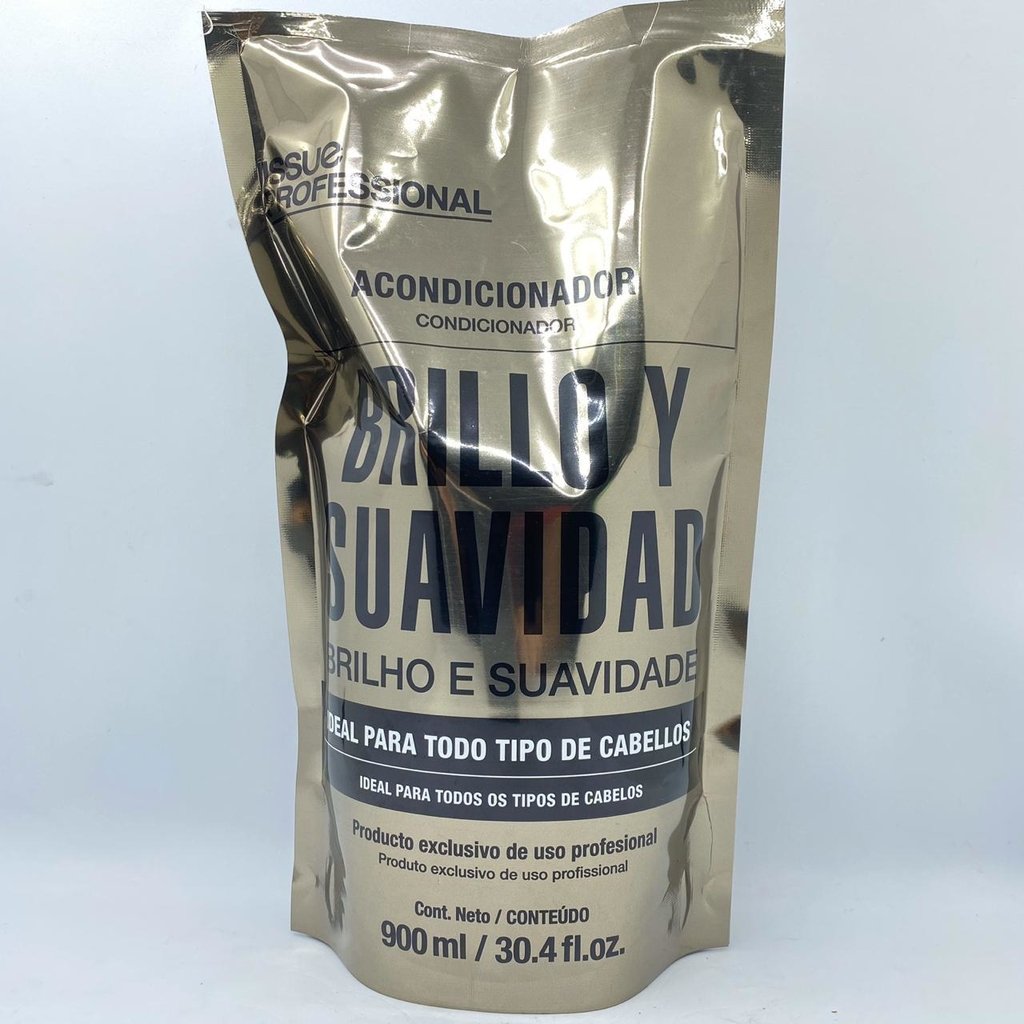 issue
PROFESSIONAL
ACONDICIONADOR
CONDICIONADOR
BRILLO Y
SUAVIDAD
BRILHO E SUAVIDADE
IDEAL PARA TODO TIPO DE CABELLOS
IDEAL PARA TODOS OS TIPOS DE CABELOS
Producto exclusivo de uso profesional
Produto exclusivo de uso profissional
Cont. Neto / CONTEÚDO
900 ml / 30.4 fl.oz.